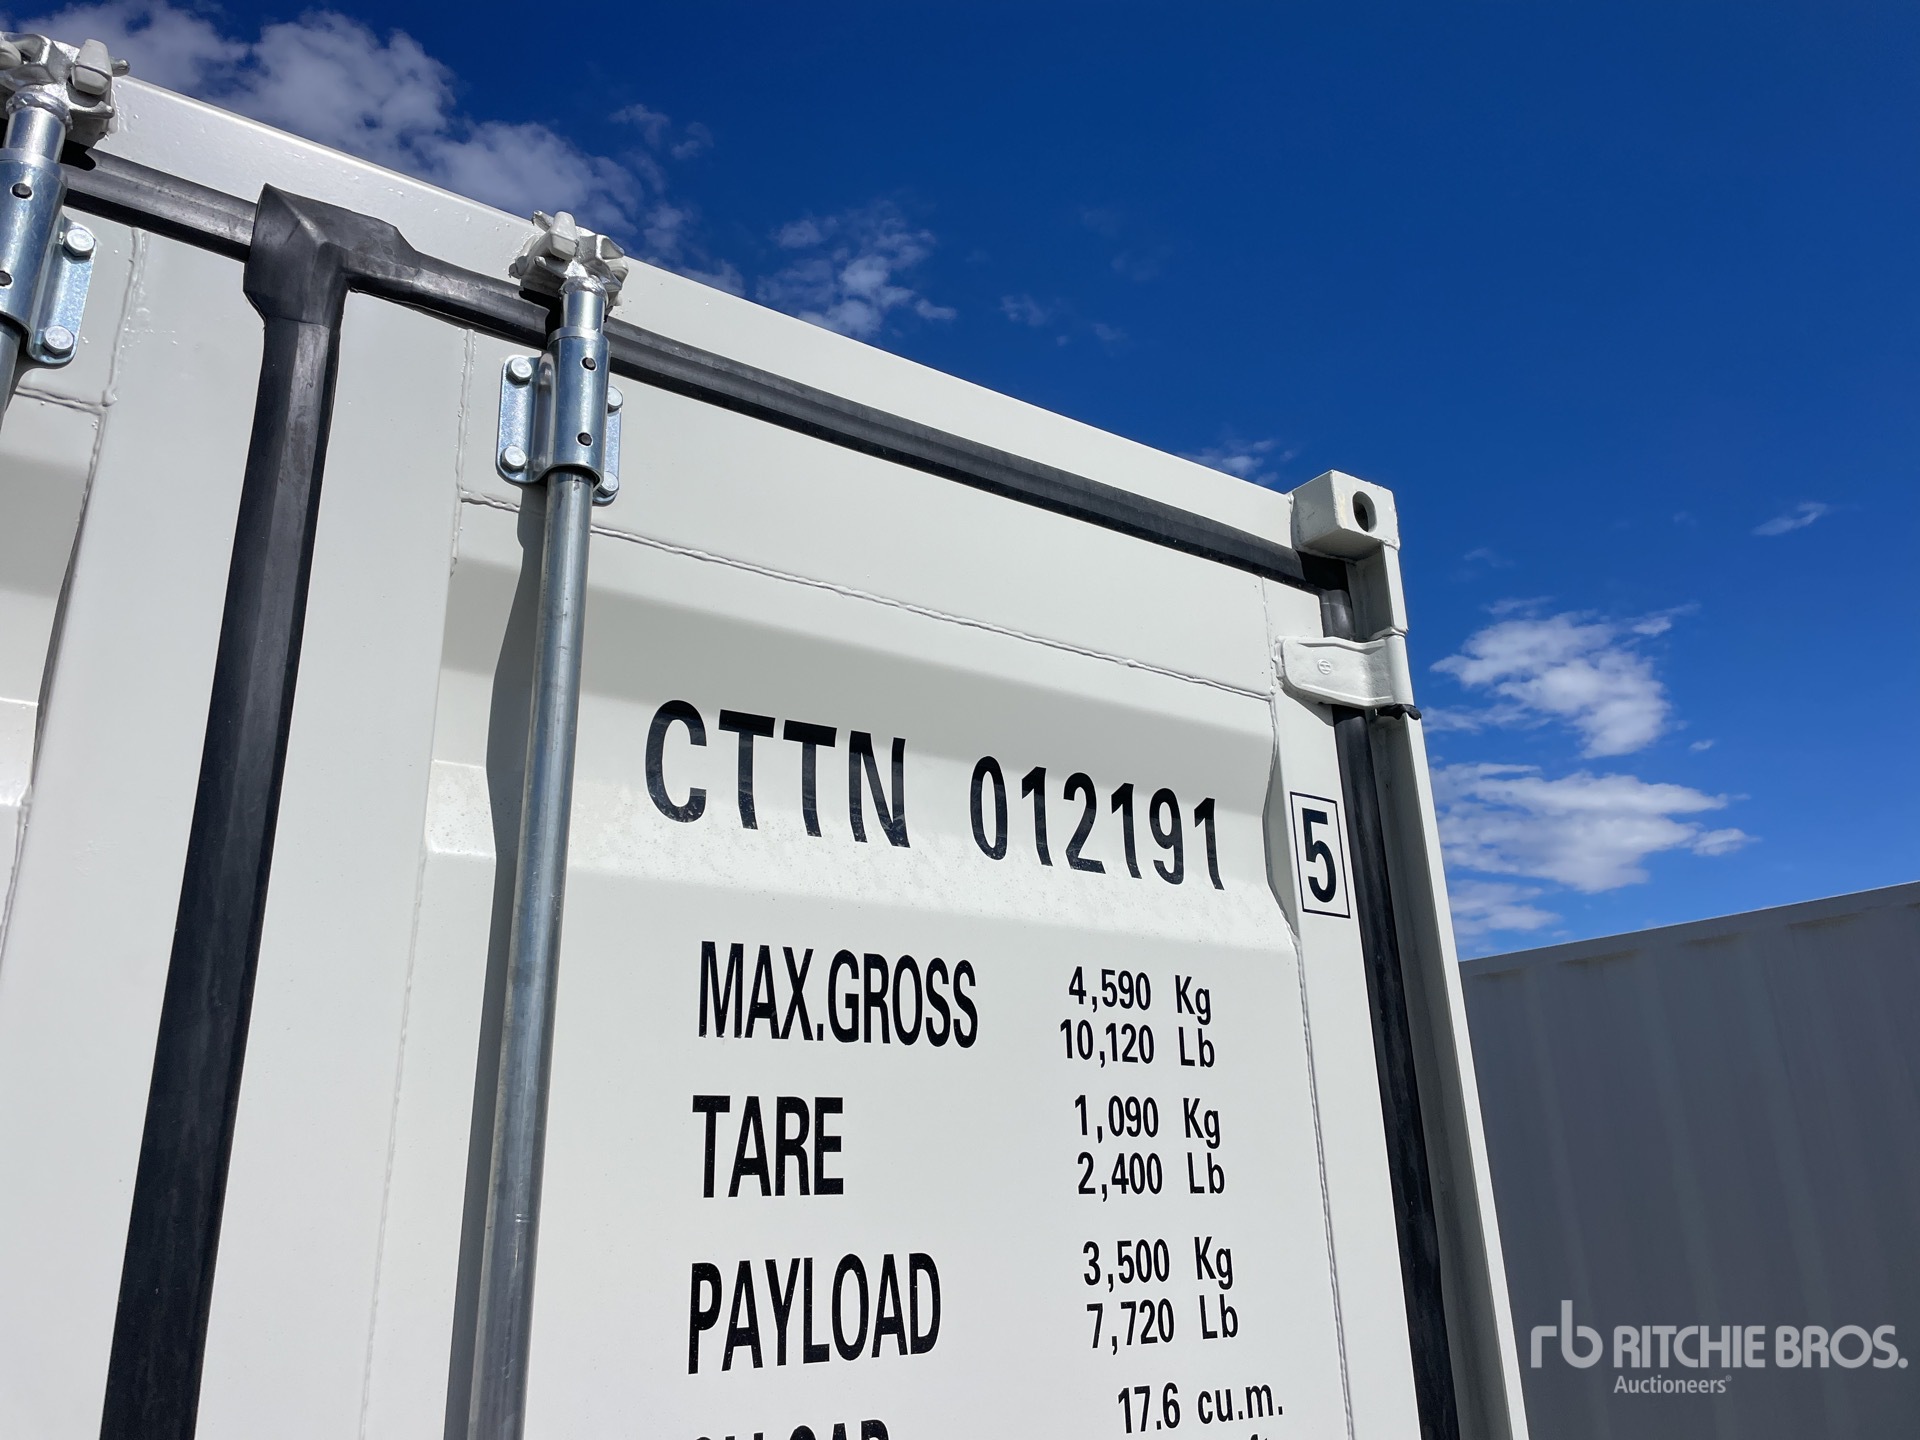 CTTN 012191 5
MAX.GROSS 4,590 Kg
10,120 Lb
TARE 1,090 Kg
2,400 Lb
PAYLOAD 3,500 Kg
7,720 Lb
17.6 cu.m.
rb RITCHIE BROS.
Auctioneers®